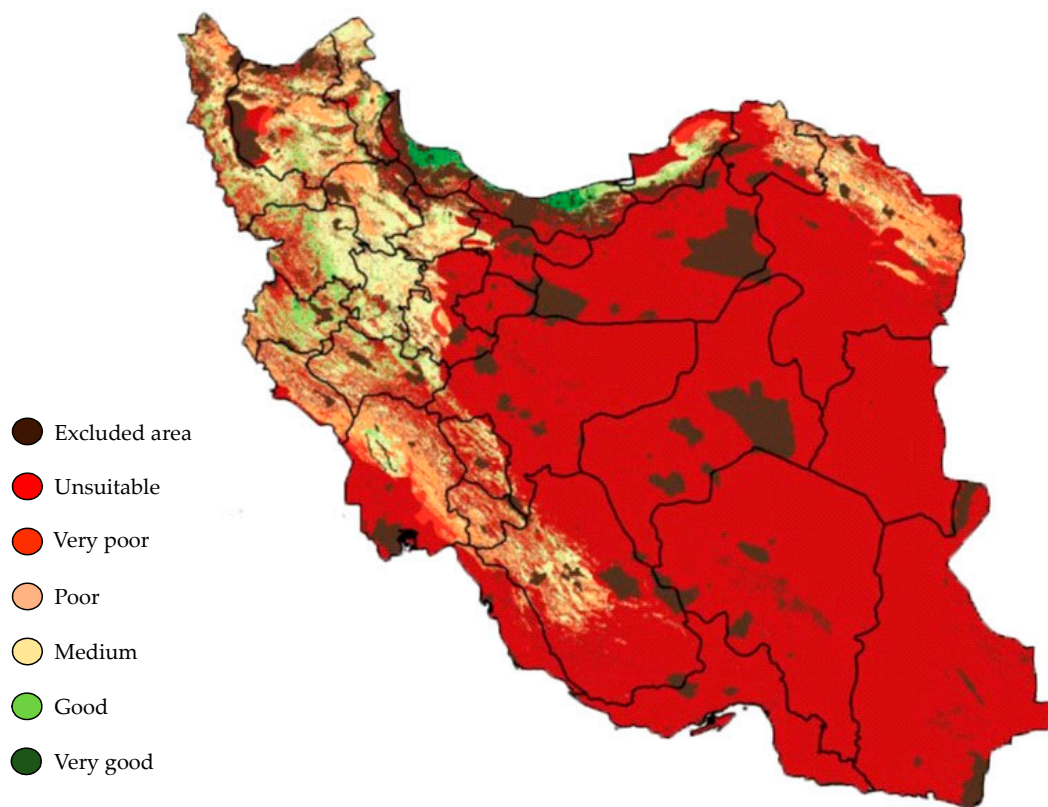 Excluded area
Unsuitable
Very poor
Poor
Medium
Good
Very good